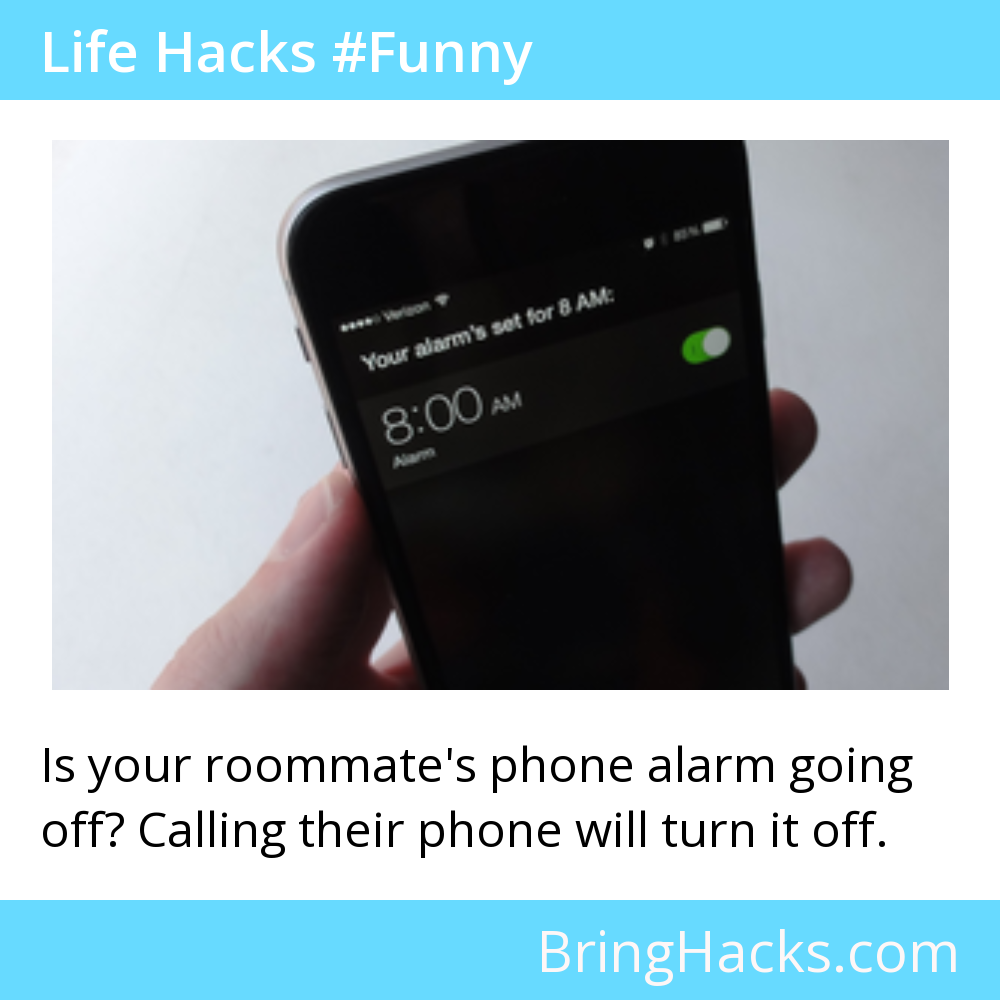 Life Hacks #Funny
85%
Verizon
Your alarm's set for 8 AM:
8:00 AM
Alarm
Is your roommate's phone alarm going
off? Calling their phone will turn it off.
BringHacks.com